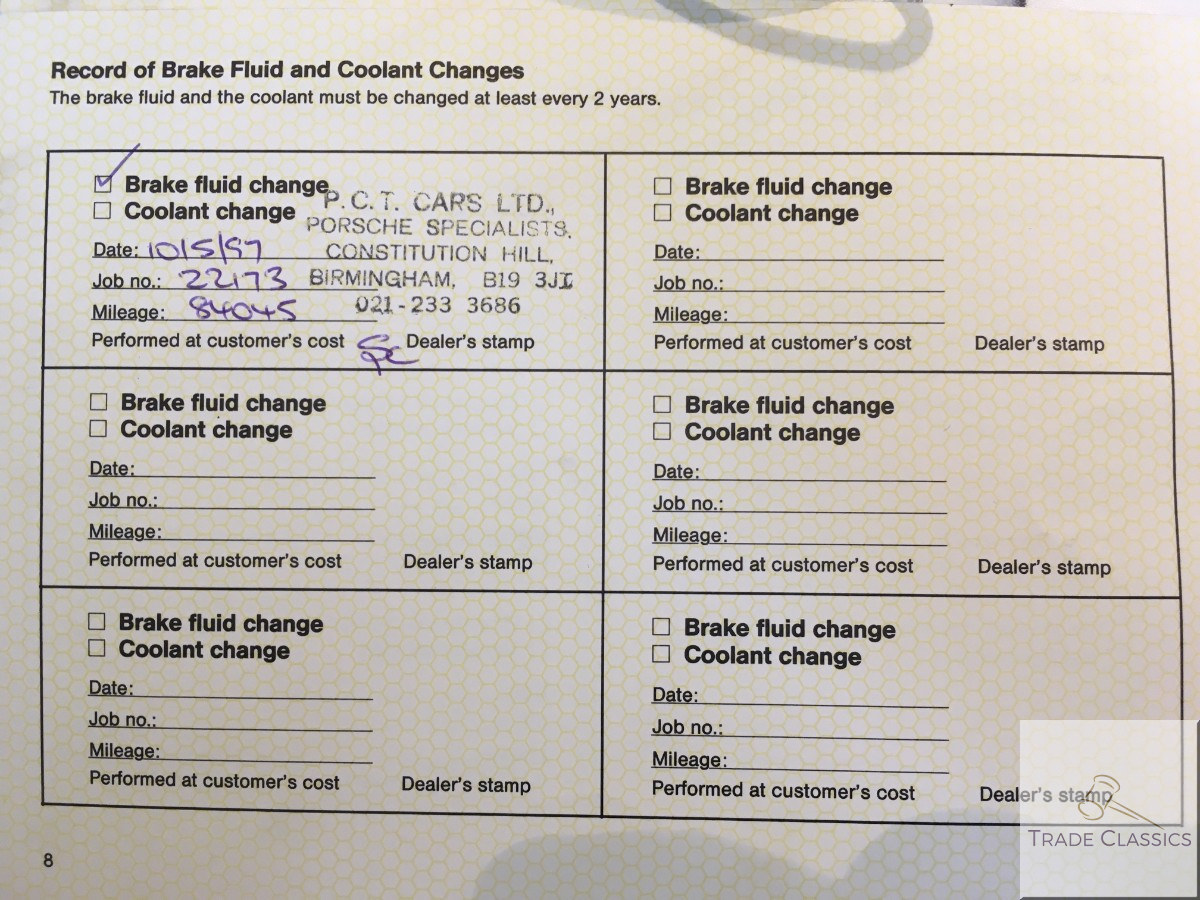 Record of Brake Fluid and Coolant Changes
The brake fluid and the coolant must be changed at least every 2 years.
☑ Brake fluid change
☐ Coolant change
Date: 10/5/97
Job no.: 22173
Mileage: 84045
Performed at customer's cost
Dealer's stamp
P.C.T. CARS LTD.,
PORSCHE SPECIALISTS,
CONSTITUTION HILL,
BIRMINGHAM, B19 3JI
021-233 3686
☐ Brake fluid change
☐ Coolant change
Date:
Job no.:
Mileage:
Performed at customer's cost Dealer's stamp
☐ Brake fluid change
☐ Coolant change
Date:
Job no.:
Mileage:
Performed at customer's cost Dealer's stamp
☐ Brake fluid change
☐ Coolant change
Date:
Job no.:
Mileage:
Performed at customer's cost Dealer's stamp
☐ Brake fluid change
☐ Coolant change
Date:
Job no.:
Mileage:
Performed at customer's cost Dealer's stamp
☐ Brake fluid change
☐ Coolant change
Date:
Job no.:
Mileage:
Performed at customer's cost Dealer's stamp
8
TRADE CLASSICS